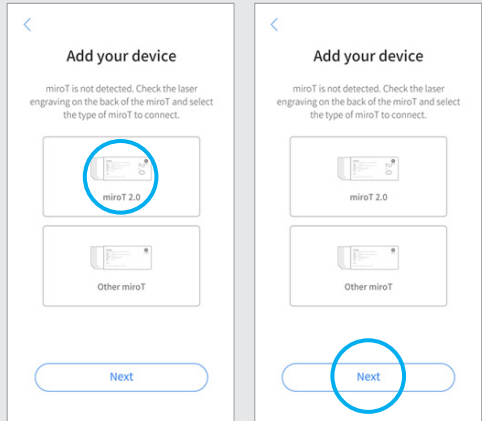 Add your device
miroT is not detected. Check the laser
engraving on the back of the miroT and select
the type of miroT to connect.
miroT 2.0
Other miroT
Next
Add your device
miroT is not detected. Check the laser
engraving on the back of the miroT and select
the type of miroT to connect.
miroT 2.0
Other miroT
Next